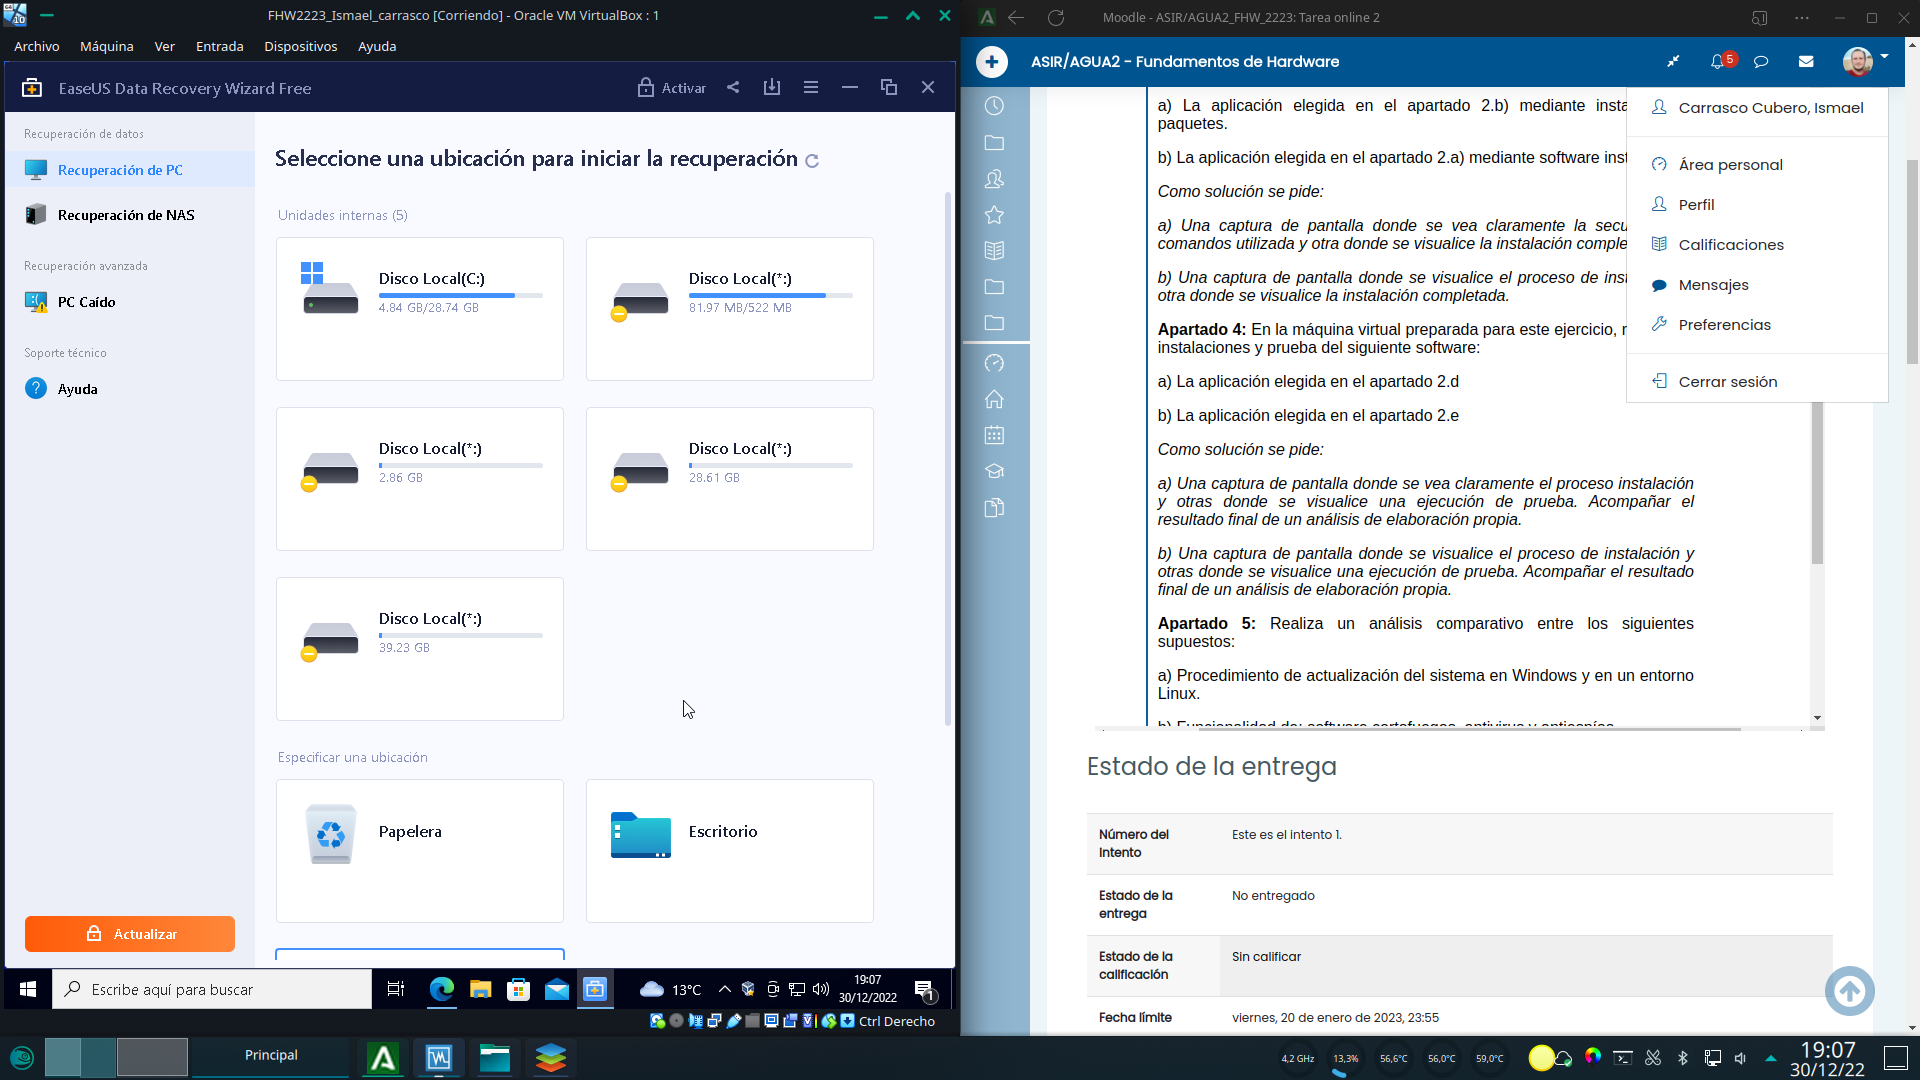 FHW2223_Ismael_carrasco [Corriendo] - Oracle VM VirtualBox : 1
Archivo Máquina Ver Entrada Dispositivos Ayuda
EaseUS Data Recovery Wizard Free
Activar
Recuperación de datos
Recuperación de PC
Recuperación de NAS
Recuperación avanzada
PC Caído
Soporte técnico
Ayuda
Actualizar
Seleccione una ubicación para iniciar la recuperación
Unidades internas (5)
Disco Local(C:)
4.84 GB/28.74 GB
Disco Local(*:)
81.97 MB/522 MB
Disco Local(*:)
2.86 GB
Disco Local(*:)
28.61 GB
Disco Local(*:)
39.23 GB
Especificar una ubicación
Papelera
Escritorio
Escribe aquí para buscar
13°C
19:07
30/12/2022
1
Ctrl Derecho
Moodle - ASIR/AGUA2_FHW_2223: Tarea online 2
ASIR/AGUA2 - Fundamentos de Hardware
5
Carrasco Cubero, Ismael
Área personal
Perfil
Calificaciones
Mensajes
Preferencias
Cerrar sesión
a) La aplicación elegida en el apartado 2.b) mediante insta
paquetes.
b) La aplicación elegida en el apartado 2.a) mediante software inst
Como solución se pide:
a) Una captura de pantalla donde se vea claramente la secu
comandos utilizada y otra donde se visualice la instalación comple
b) Una captura de pantalla donde se visualice el proceso de inst
otra donde se visualice la instalación completada.
Apartado 4: En la máquina virtual preparada para este ejercicio, r
instalaciones y prueba del siguiente software:
a) La aplicación elegida en el apartado 2.d
b) La aplicación elegida en el apartado 2.e
Como solución se pide:
a) Una captura de pantalla donde se vea claramente el proceso instalación
y otras donde se visualice una ejecución de prueba. Acompañar el
resultado final de un análisis de elaboración propia.
b) Una captura de pantalla donde se visualice el proceso de instalación y
otras donde se visualice una ejecución de prueba. Acompañar el resultado
final de un análisis de elaboración propia.
Apartado 5: Realiza un análisis comparativo entre los siguientes
supuestos:
a) Procedimiento de actualización del sistema en Windows y en un entorno
Linux.
b) Funcionalidad de: software cortafuegos, antivirus y antiespías.
Estado de la entrega
Número del
intento
Este es el intento 1.
Estado de la
entrega
No entregado
Estado de la
calificación
Sin calificar
Fecha límite
viernes, 20 de enero de 2023, 23:55
Principal
4,2 GHz
13,3%
56,6°C
56,0°C
59,0°C
19:07
30/12/22